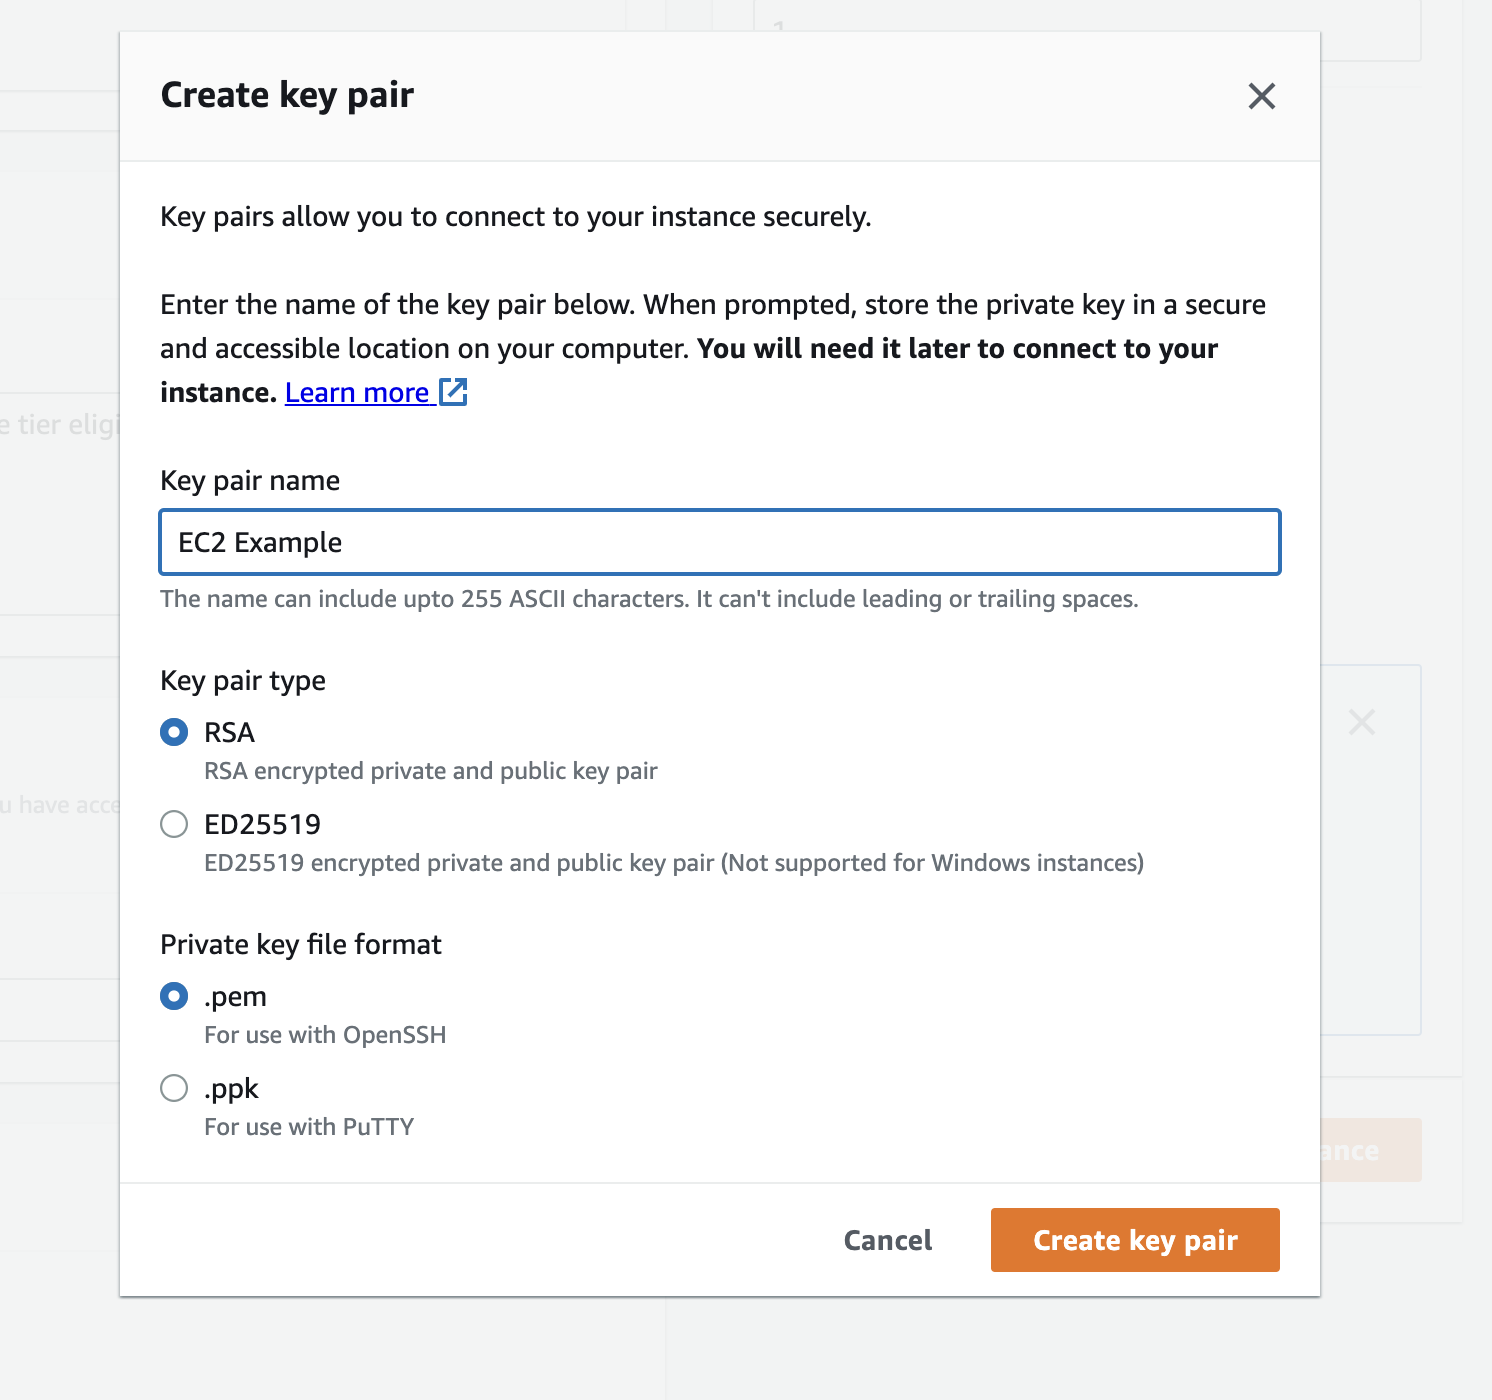 Create key pair
Key pairs allow you to connect to your instance securely.
Enter the name of the key pair below. When prompted, store the private key in a secure
and accessible location on your computer. You will need it later to connect to your
instance. Learn more
e tier eligi
Key pair name
EC2 Example
The name can include upto 255 ASCII characters. It can't include leading or trailing spaces.
Key pair type
RSA
RSA encrypted private and public key pair
u have acce
ED25519
ED25519 encrypted private and public key pair (Not supported for Windows instances)
Private key file format
.pem
For use with OpenSSH
.ppk
For use with PuTTY
ance
Cancel
Create key pair